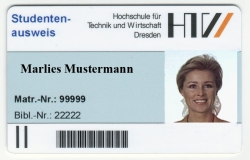 Studenten-
ausweis
Hochschule für
Technik und Wirtschaft
Dresden
HTW
Marlies Mustermann
Matr.-Nr.: 99999
Bibl.-Nr.: 22222